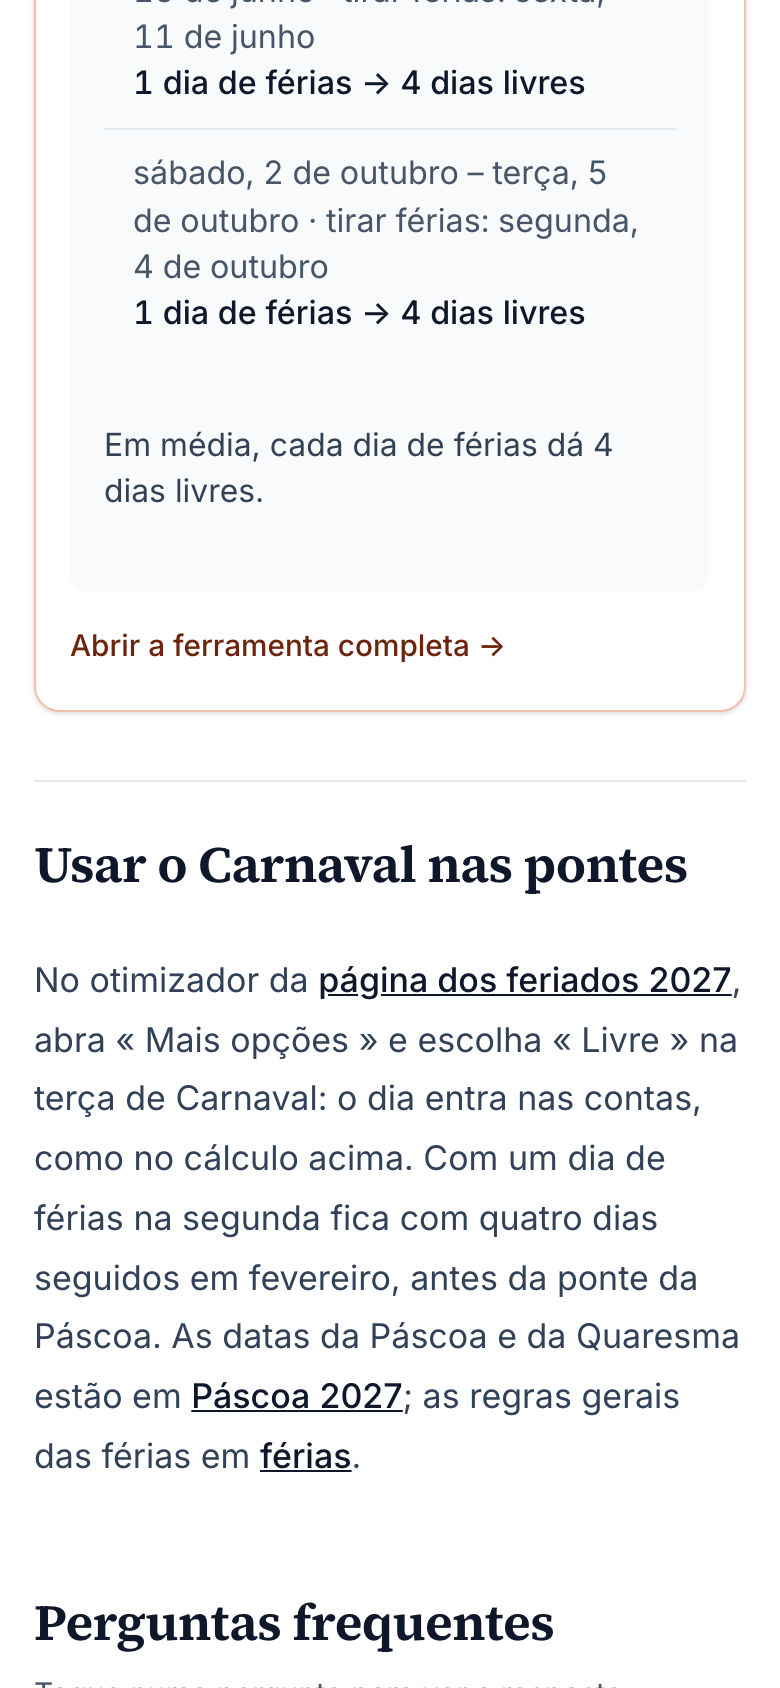 11 de junho
1 dia de férias → 4 dias livres
sábado, 2 de outubro – terça, 5
de outubro · tirar férias: segunda,
4 de outubro
1 dia de férias → 4 dias livres
Em média, cada dia de férias dá 4
dias livres.
Abrir a ferramenta completa →
Usar o Carnaval nas pontes
No otimizador da página dos feriados 2027,
abra « Mais opções » e escolha « Livre » na
terça de Carnaval: o dia entra nas contas,
como no cálculo acima. Com um dia de
férias na segunda fica com quatro dias
seguidos em fevereiro, antes da ponte da
Páscoa. As datas da Páscoa e da Quaresma
estão em Páscoa 2027; as regras gerais
das férias em férias.
Perguntas frequentes